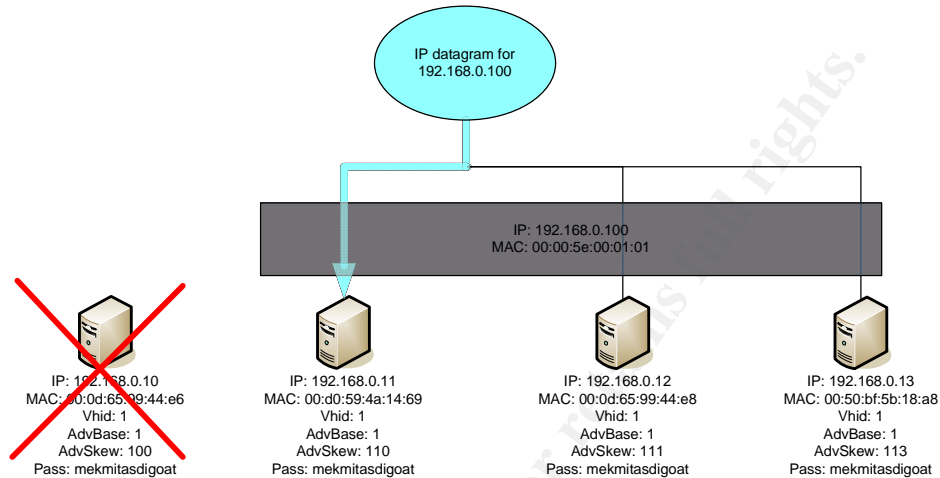 IP datagram for
192.168.0.100
IP: 192.168.0.100
MAC: 00:00:5e:00:01:01
IP: 192.168.0.10
MAC: 00:0d:65:99:44:e6
Vhid: 1
AdvBase: 1
AdvSkew: 100
Pass: mekmitasdigoat
IP: 192.168.0.11
MAC: 00:d0:59:4a:14:69
Vhid: 1
AdvBase: 1
AdvSkew: 110
Pass: mekmitasdigoat
IP: 192.168.0.12
MAC: 00:0d:65:99:44:e8
Vhid: 1
AdvBase: 1
AdvSkew: 111
Pass: mekmitasdigoat
IP: 192.168.0.13
MAC: 00:50:bf:5b:18:a8
Vhid: 1
AdvBase: 1
AdvSkew: 113
Pass: mekmitasdigoat
full rights.